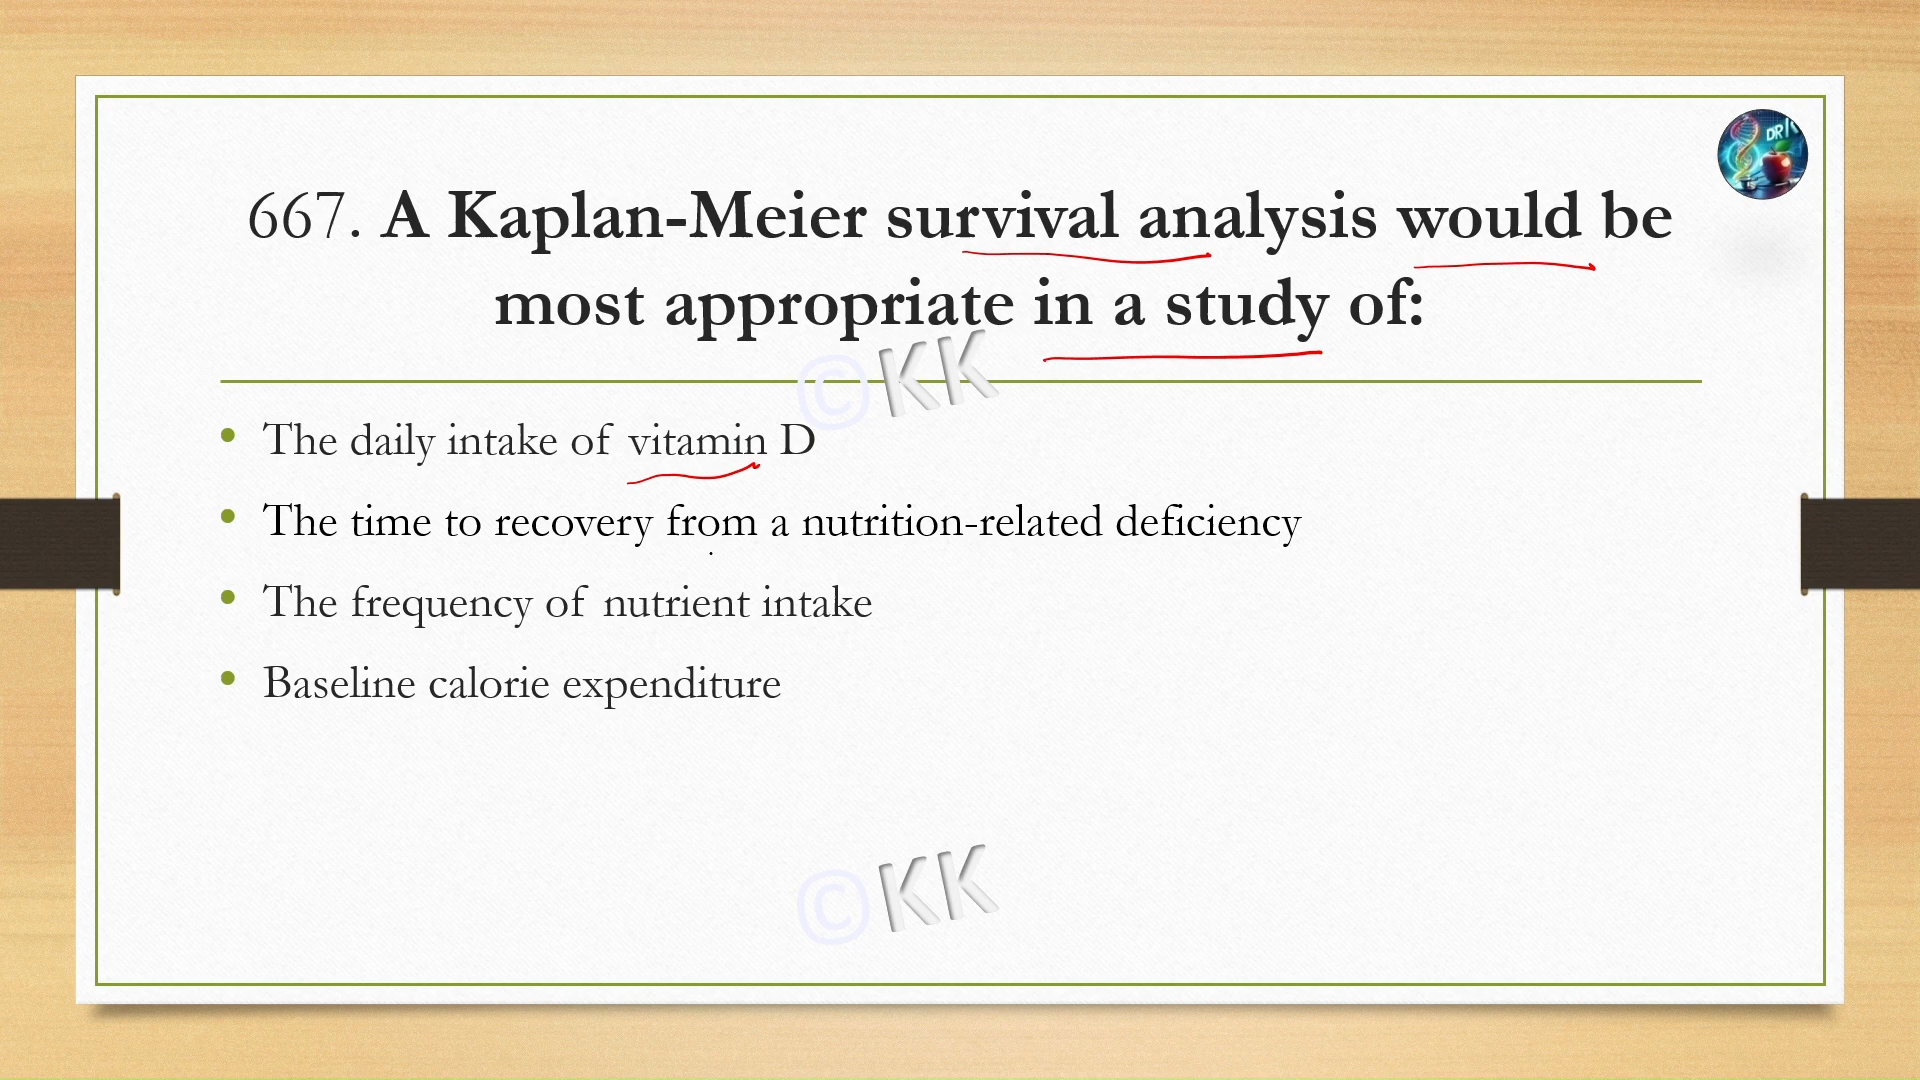 DR K
667. A Kaplan-Meier survival analysis would be
most appropriate in a study of:
©KK
• The daily intake of vitamin D
• The time to recovery from a nutrition-related deficiency
• The frequency of nutrient intake
• Baseline calorie expenditure
©KK